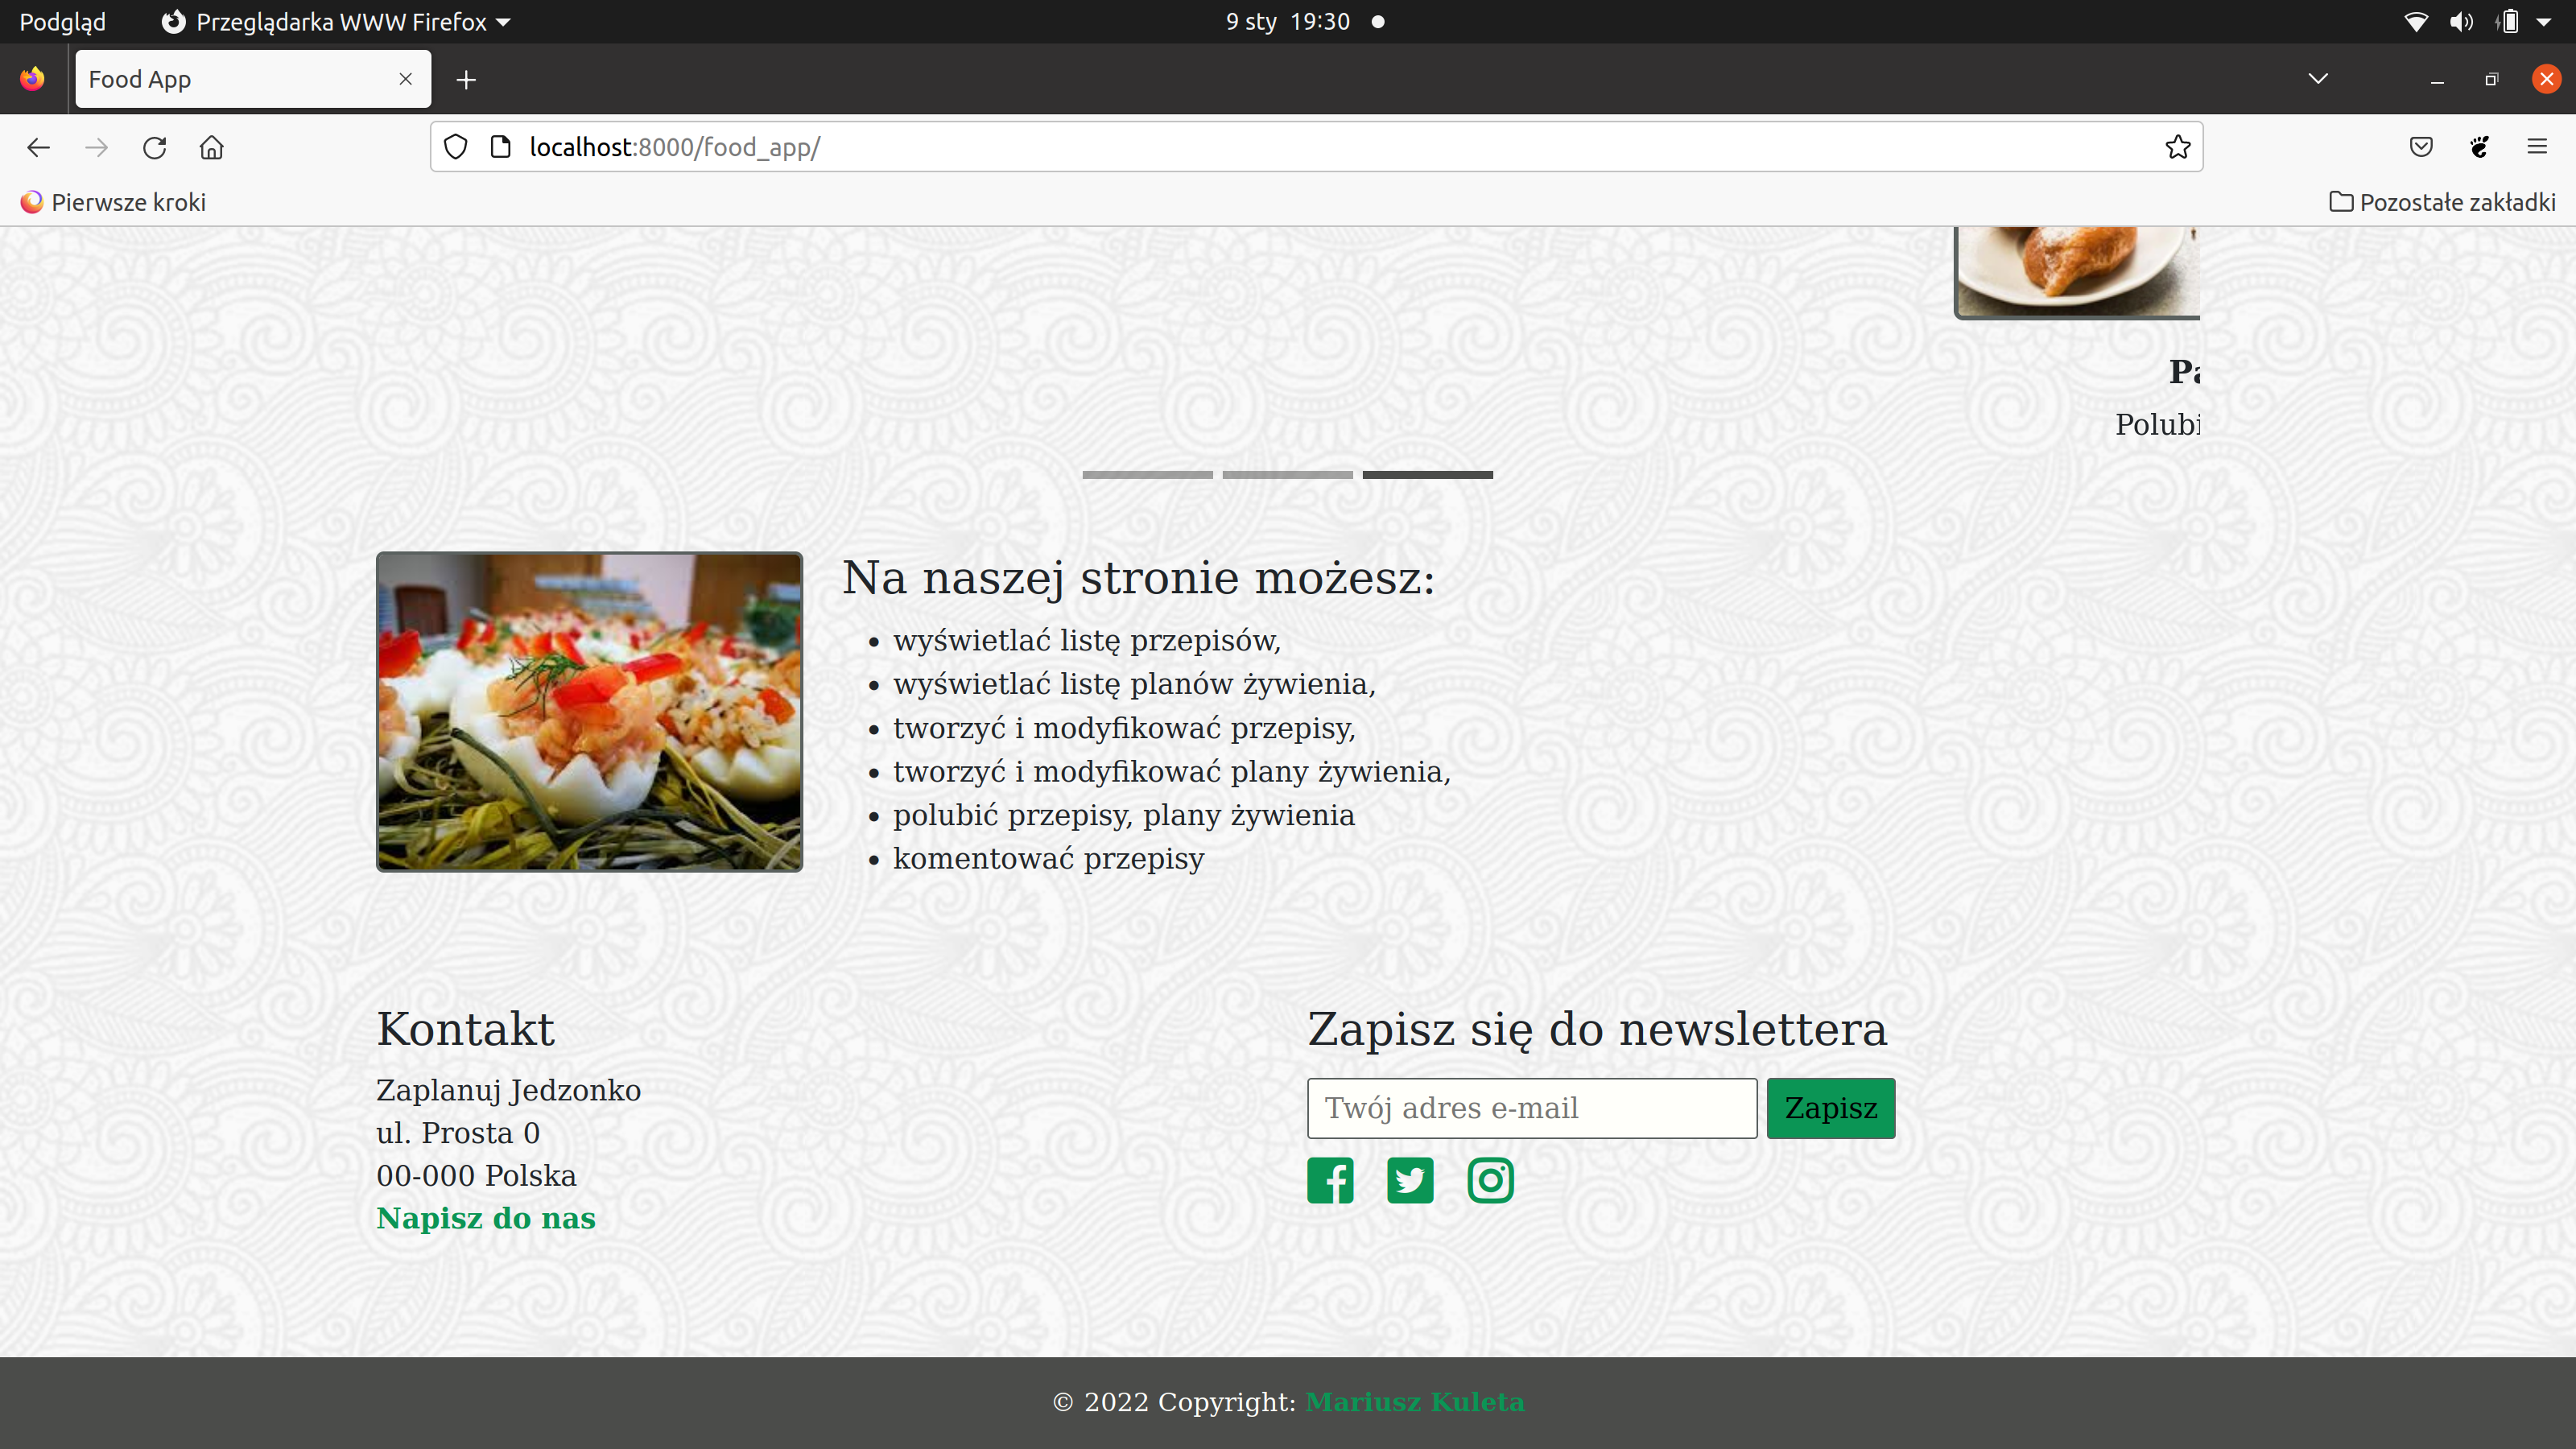 Podgląd Przeglądarka WWW Firefox 9 sty 19:30
Food App
localhost:8000/food_app/
Pierwsze kroki Pozostałe zakładki
Polubi
Na naszej stronie możesz:
• wyświetlać listę przepisów,
• wyświetlać listę planów żywienia,
• tworzyć i modyfikować przepisy,
• tworzyć i modyfikować plany żywienia,
• polubić przepisy, plany żywienia
• komentować przepisy
Kontakt
Zaplanuj Jedzonko
ul. Prosta 0
00-000 Polska
Napisz do nas
Zapisz się do newslettera
Twój adres e-mail Zapisz
© 2022 Copyright: Mariusz Kuleta